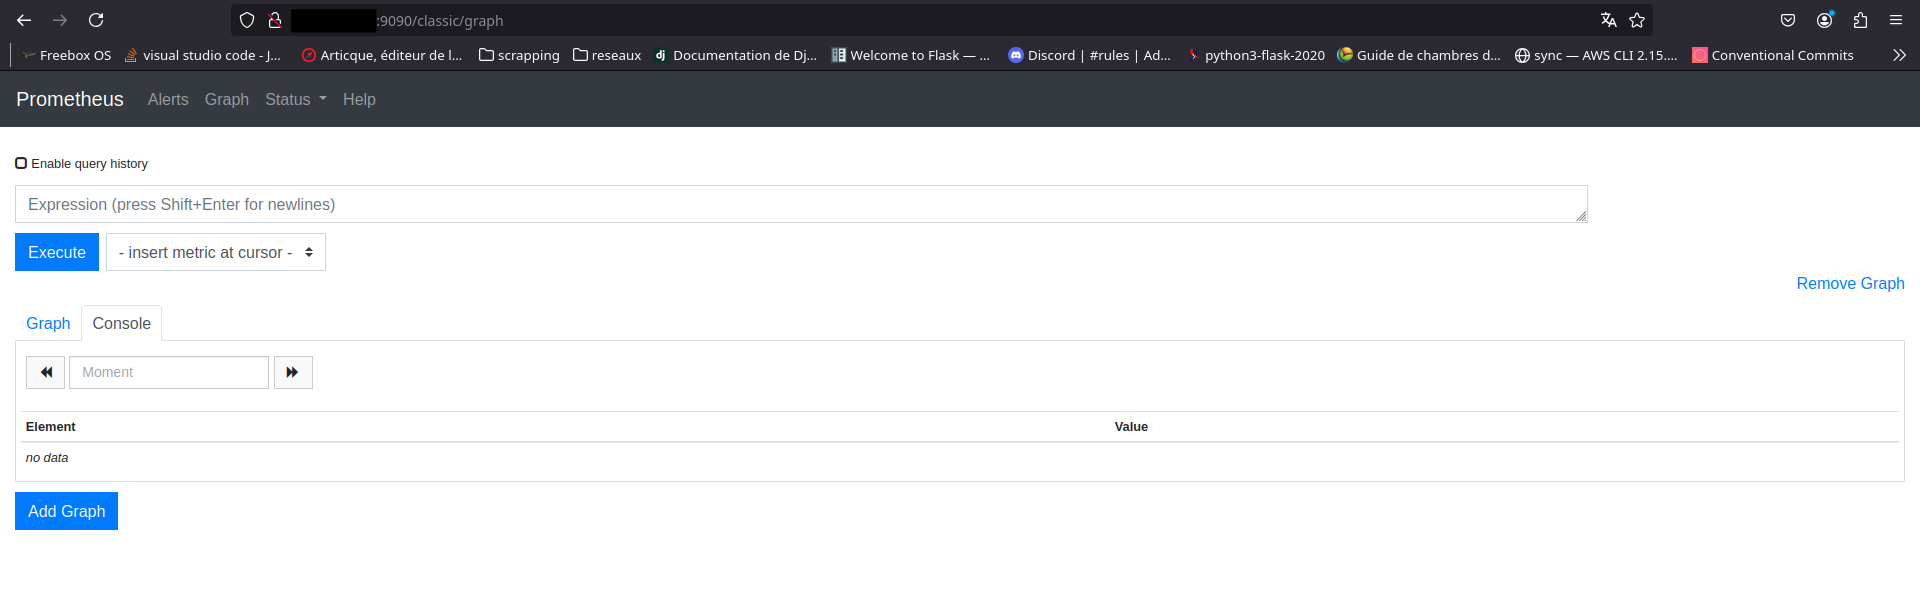 :9090/classic/graph
Freebox OS visual studio code - J... Articque, éditeur de l... scrapping reseaux dj Documentation de Dj... Welcome to Flask — ... Discord | #rules | Ad... python3-flask-2020 Guide de chambres d... sync — AWS CLI 2.15.... Conventional Commits
Prometheus Alerts Graph Status Help
Enable query history
Expression (press Shift+Enter for newlines)
Execute - insert metric at cursor -
Remove Graph
Graph Console
Moment
Element Value
no data
Add Graph